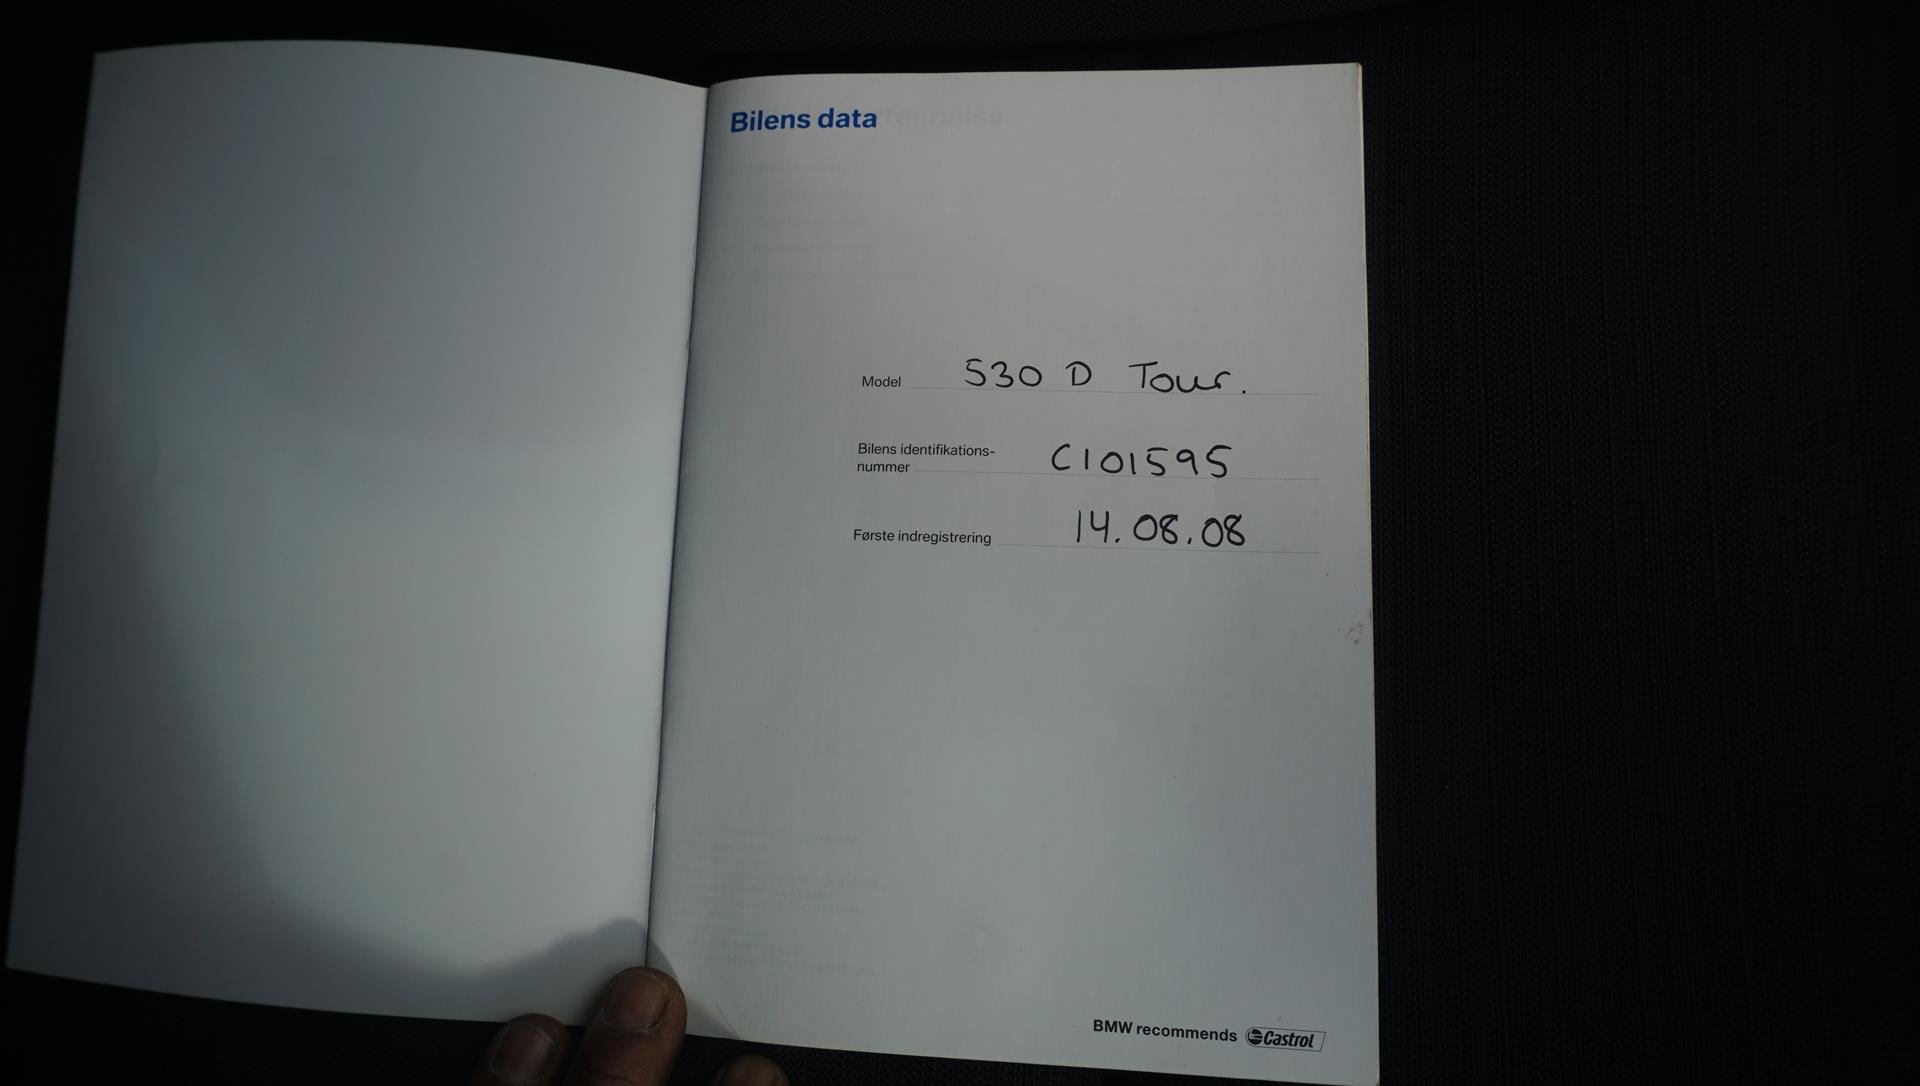 Bilens data
Model 530 D Tour.
Bilens identifikations-
nummer C101595
Første indregistrering 14.08.08
BMW recommends Castrol